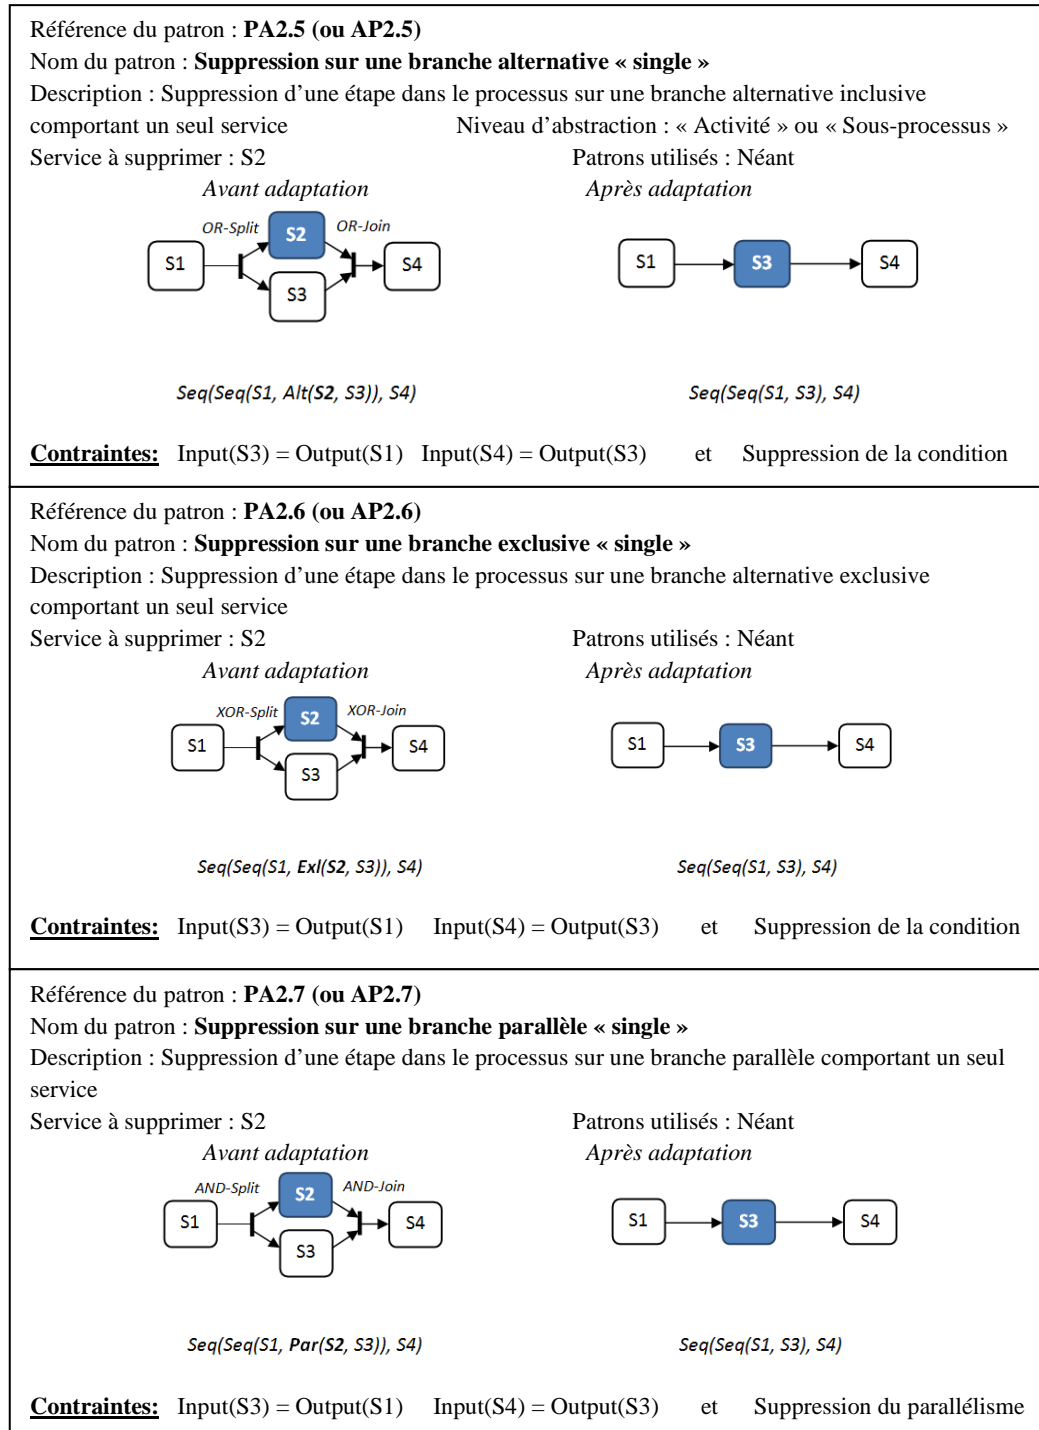 Référence du patron : PA2.5 (ou AP2.5)
Nom du patron : Suppression sur une branche alternative « single »
Description : Suppression d’une étape dans le processus sur une branche alternative inclusive
comportant un seul service Niveau d’abstraction : « Activité » ou « Sous-processus »
Service à supprimer : S2 Patrons utilisés : Néant
Avant adaptation Après adaptation
OR-Split S2 OR-Join
S1 S4 S1 S3 S4
S3
Seq(Seq(S1, Alt(S2, S3)), S4) Seq(Seq(S1, S3), S4)
Contraintes: Input(S3) = Output(S1) Input(S4) = Output(S3) et Suppression de la condition
Référence du patron : PA2.6 (ou AP2.6)
Nom du patron : Suppression sur une branche exclusive « single »
Description : Suppression d’une étape dans le processus sur une branche alternative exclusive
comportant un seul service
Service à supprimer : S2 Patrons utilisés : Néant
Avant adaptation Après adaptation
XOR-Split S2 XOR-Join
S1 S4 S1 S3 S4
S3
Seq(Seq(S1, Exl(S2, S3)), S4) Seq(Seq(S1, S3), S4)
Contraintes: Input(S3) = Output(S1) Input(S4) = Output(S3) et Suppression de la condition
Référence du patron : PA2.7 (ou AP2.7)
Nom du patron : Suppression sur une branche parallèle « single »
Description : Suppression d’une étape dans le processus sur une branche parallèle comportant un seul
service
Service à supprimer : S2 Patrons utilisés : Néant
Avant adaptation Après adaptation
AND-Split S2 AND-Join
S1 S4 S1 S3 S4
S3
Seq(Seq(S1, Par(S2, S3)), S4) Seq(Seq(S1, S3), S4)
Contraintes: Input(S3) = Output(S1) Input(S4) = Output(S3) et Suppression du parallélisme